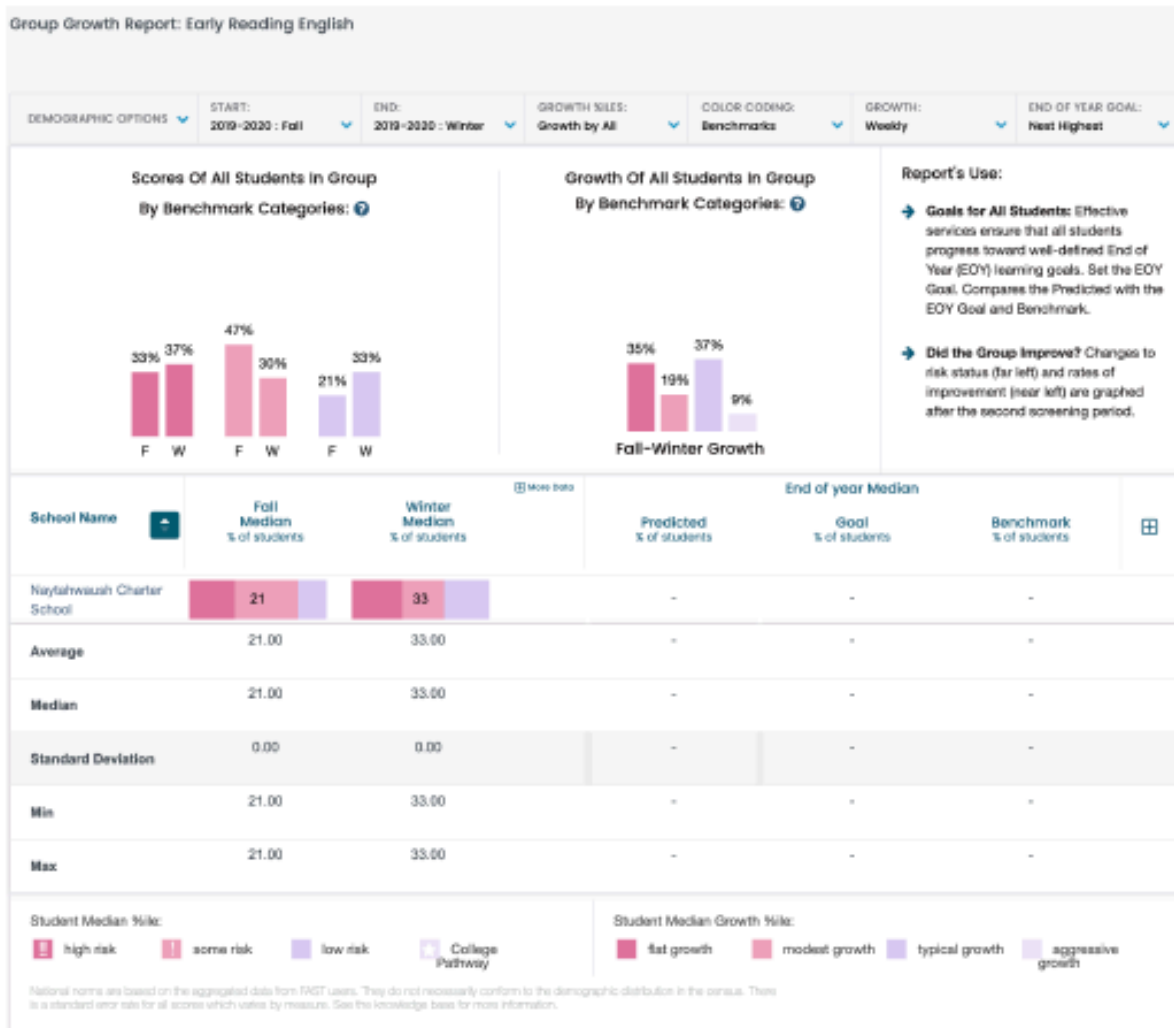 Group Growth Report: Early Reading English
DEMOGRAPHIC OPTIONS
START:
2019-2020 : Fall
END:
2019-2020 : Winter
GROWTH %ILES:
Growth by All
COLOR CODING:
Benchmarks
GROWTH:
Weekly
END OF YEAR GOAL:
Next Highest
Scores Of All Students In Group
By Benchmark Categories: ?
33% 37% 47% 30% 21% 33%
F W F W F W
Growth Of All Students In Group
By Benchmark Categories: ?
35% 19% 37% 9%
Fall-Winter Growth
Report's Use:
Goals for All Students: Effective
services ensure that all students
progress toward well-defined End of
Year (EOY) learning goals. Set the EOY
Goal. Compares the Predicted with the
EOY Goal and Benchmark.
Did the Group Improve? Changes to
risk status (far left) and rates of
improvement (near left) are graphed
after the second screening period.
More Data
End of year Median
School Name
Fall
Median
% of students
Winter
Median
% of students
Predicted
% of students
Goal
% of students
Benchmark
% of students
Naytahwaush Charter
School
21 33 - - -
Average 21.00 33.00 - - -
Median 21.00 33.00 - - -
Standard Deviation 0.00 0.00 - - -
Min 21.00 33.00 - - -
Max 21.00 33.00 - - -
Student Median %ile:
!! high risk ! some risk low risk College
Pathway
Student Median Growth %ile:
flat growth modest growth typical growth aggressive
growth
National norms are based on the aggregated data from FAST users. They do not necessarily conform to the demographic distribution in the census. There
is a standard error rate for all scores which varies by measure. See the knowledge base for more information.